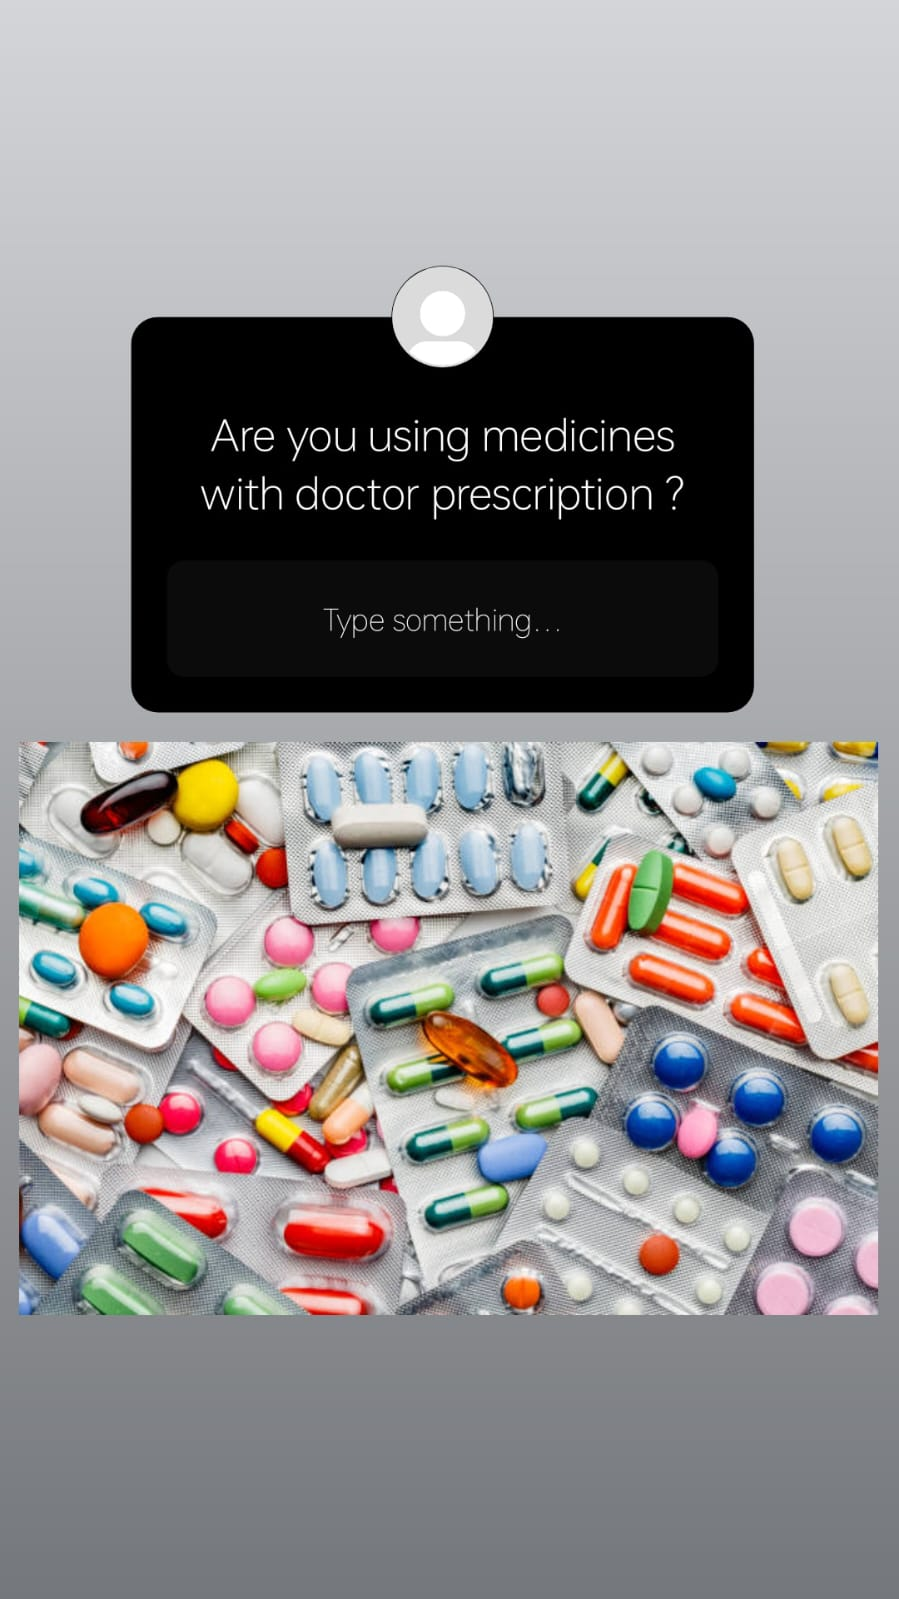 Are you using medicines
with doctor prescription ?
Type something...